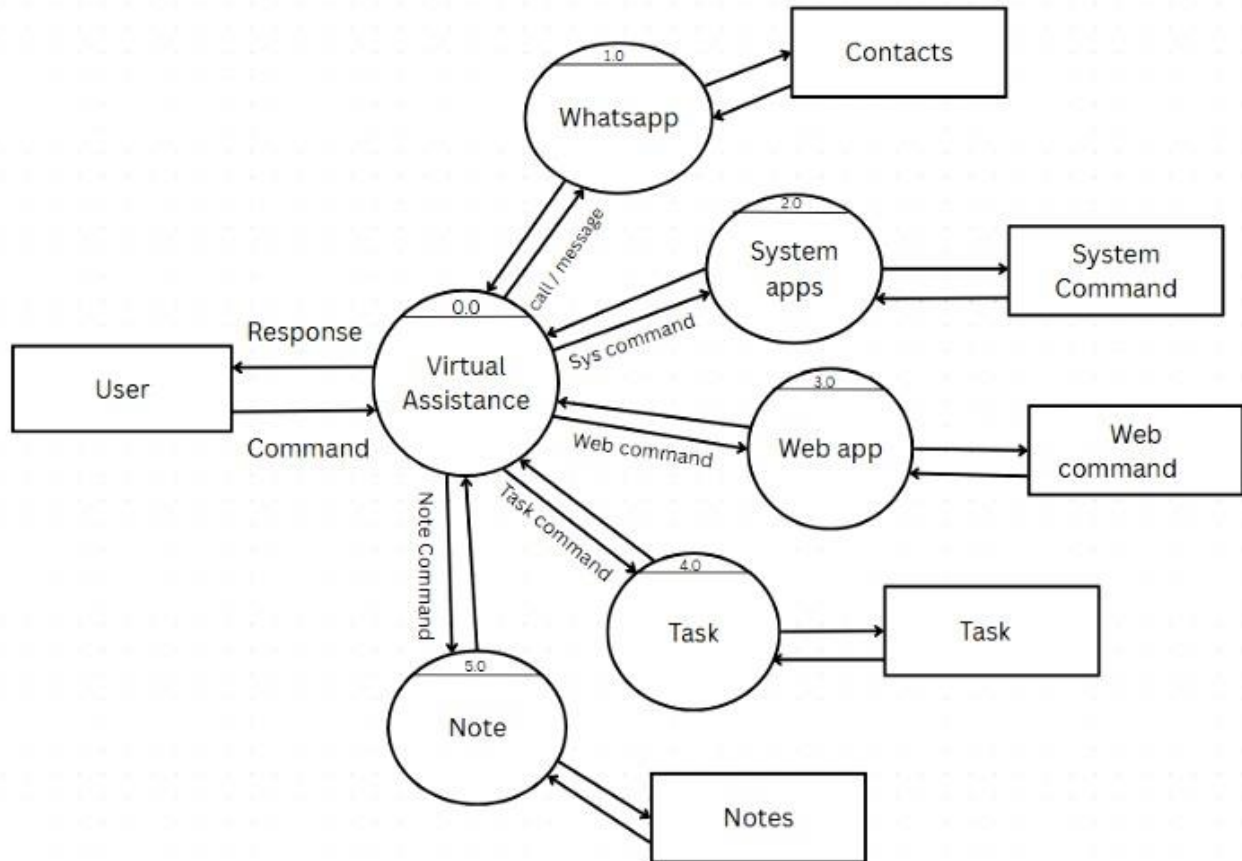 1.0
Whatsapp
Contacts
call / message
2.0
System
apps
System
Command
Sys command
0.0
Virtual
Assistance
Response
User
Command
3.0
Web app
Web
command
Web command
Task command
4.0
Task
Task
Note Command
5.0
Note
Notes